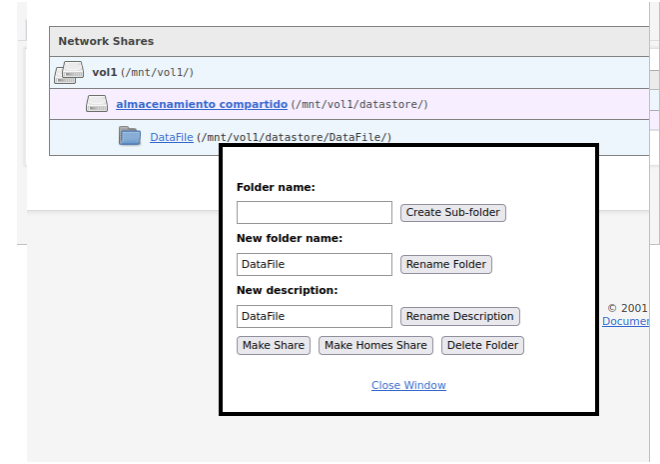 Network Shares
vol1 (/mnt/vol1/)
almacenamiento compartido (/mnt/vol1/datastore/)
DataFile (/mnt/vol1/datastore/DataFile/)
Folder name:
Create Sub-folder
New folder name:
DataFile Rename Folder
New description:
DataFile Rename Description
Make Share Make Homes Share Delete Folder
Close Window
© 2001